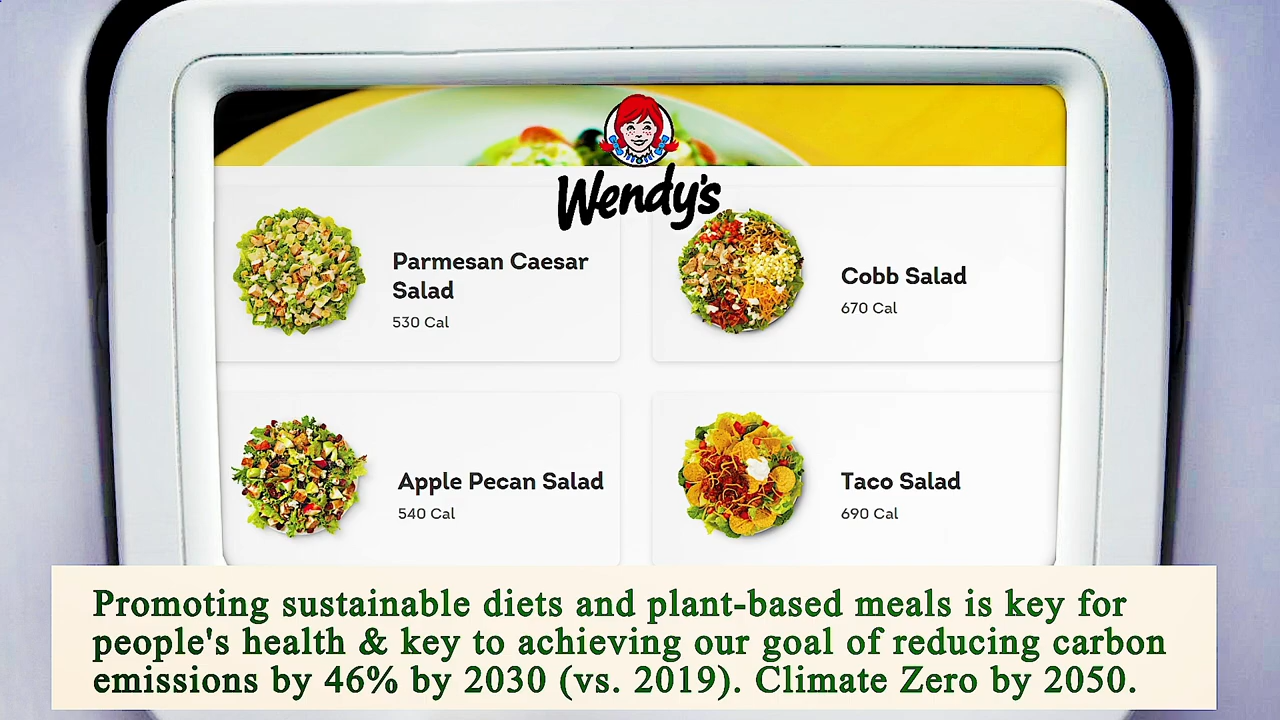 Wendy's
Parmesan Caesar
Salad
530 Cal
Cobb Salad
670 Cal
Apple Pecan Salad
540 Cal
Taco Salad
690 Cal
Promoting sustainable diets and plant-based meals is key for
people's health & key to achieving our goal of reducing carbon
emissions by 46% by 2030 (vs. 2019). Climate Zero by 2050.